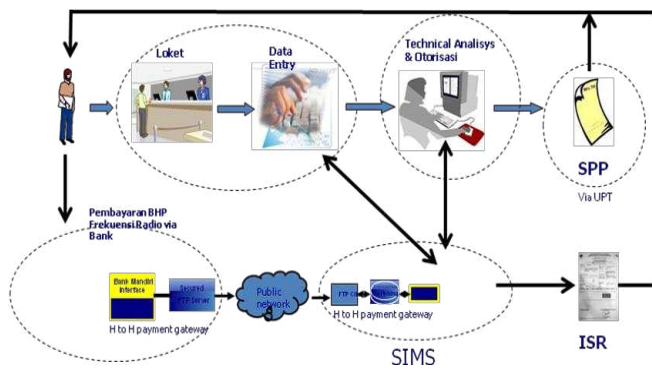 Loket
Data
Entry
Technical Analisys
& Otorisasi
SPP
Via UPT
Pembayaran BHP
Frekuensi Radio via
Bank
Bank Mandiri
Interface
Secured
FTP Server
Public
network
H to H payment gateway
H to H payment gateway
SIMS
ISR